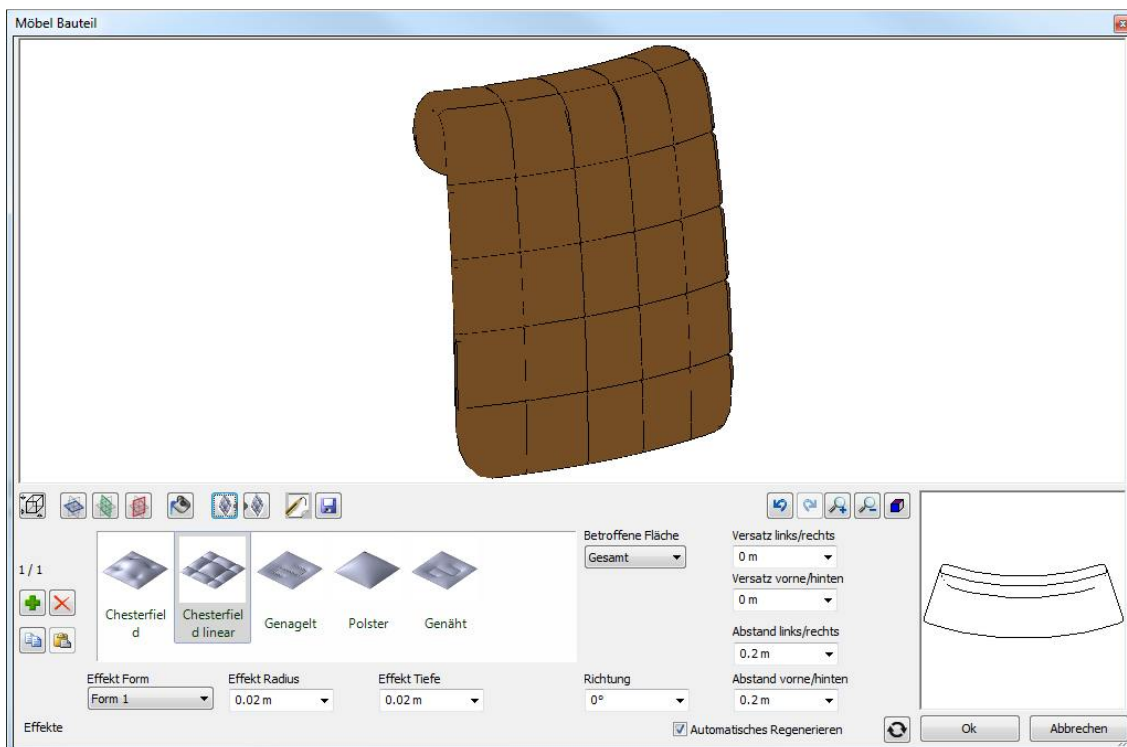 Möbel Bauteil
Betroffene Fläche
Versatz links/rechts
Gesamt
0 m
Versatz vorne/hinten
0 m
1 / 1
Chesterfiel
d
Chesterfiel
d linear
Genagelt
Polster
Genäht
Abstand links/rechts
0.2 m
Effekt Form
Effekt Radius
Effekt Tiefe
Richtung
Abstand vorne/hinten
Form 1
0.02 m
0.02 m
0°
0.2 m
Effekte
Automatisches Regenerieren
Ok
Abbrechen